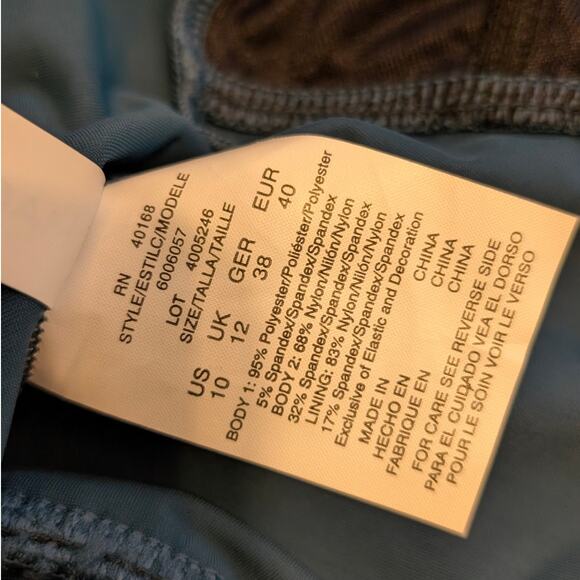 RN 40168
STYLE/ESTILC/MODELE
6006057
LOT 4005246
SIZE/TALLA/TAILLE
US UK GER EUR
10 12 38 40
BODY 1: 95% Polyester/Poliéster/Polyester
5% Spandex/Spandex/Spandex
BODY 2: 68% Nylon/Nilón/Nylon
32% Spandex/Spandex/Spandex
LINING: 83% Nylon/Nilón/Nylon
17% Spandex/Spandex/Spandex
Exclusive of Elastic and Decoration
MADE IN CHINA
HECHO EN CHINA
FABRIQUE EN CHINA
FOR CARE SEE REVERSE SIDE
PARA EL CUIDADO VEA EL DORSO
POUR LE SOIN VOIR LE VERSO